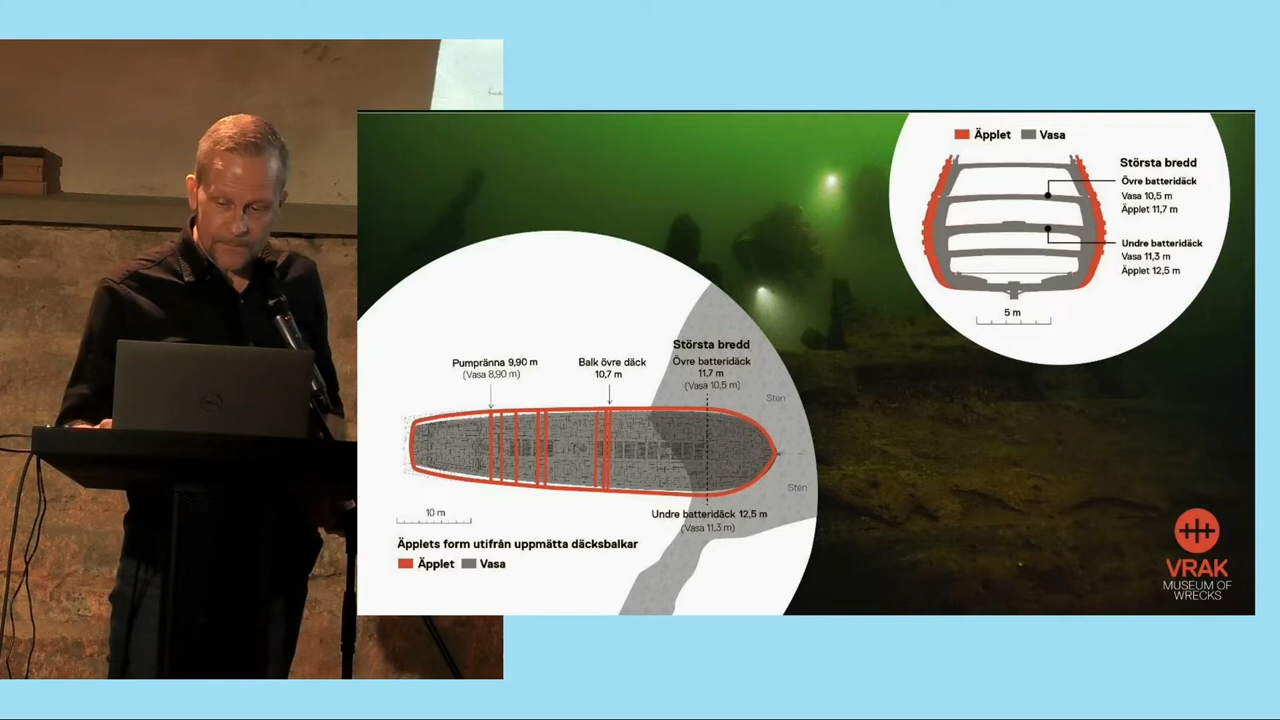 Äpplet Vasa
Största bredd
Övre batteridäck
Vasa 10,5 m
Äpplet 11,7 m
Undre batteridäck
Vasa 11,3 m
Äpplet 12,5 m
5 m
Pumpränna 9,90 m
(Vasa 8,90 m)
Balk övre däck
10,7 m
Största bredd
Övre batteridäck
11,7 m
(Vasa 10,5 m)
Sten
Sten
10 m
Undre batteridäck 12,5 m
(Vasa 11,3 m)
Äpplets form utifrån uppmätta däcksbalkar
Äpplet Vasa
VRAK
MUSEUM OF
WRECKS